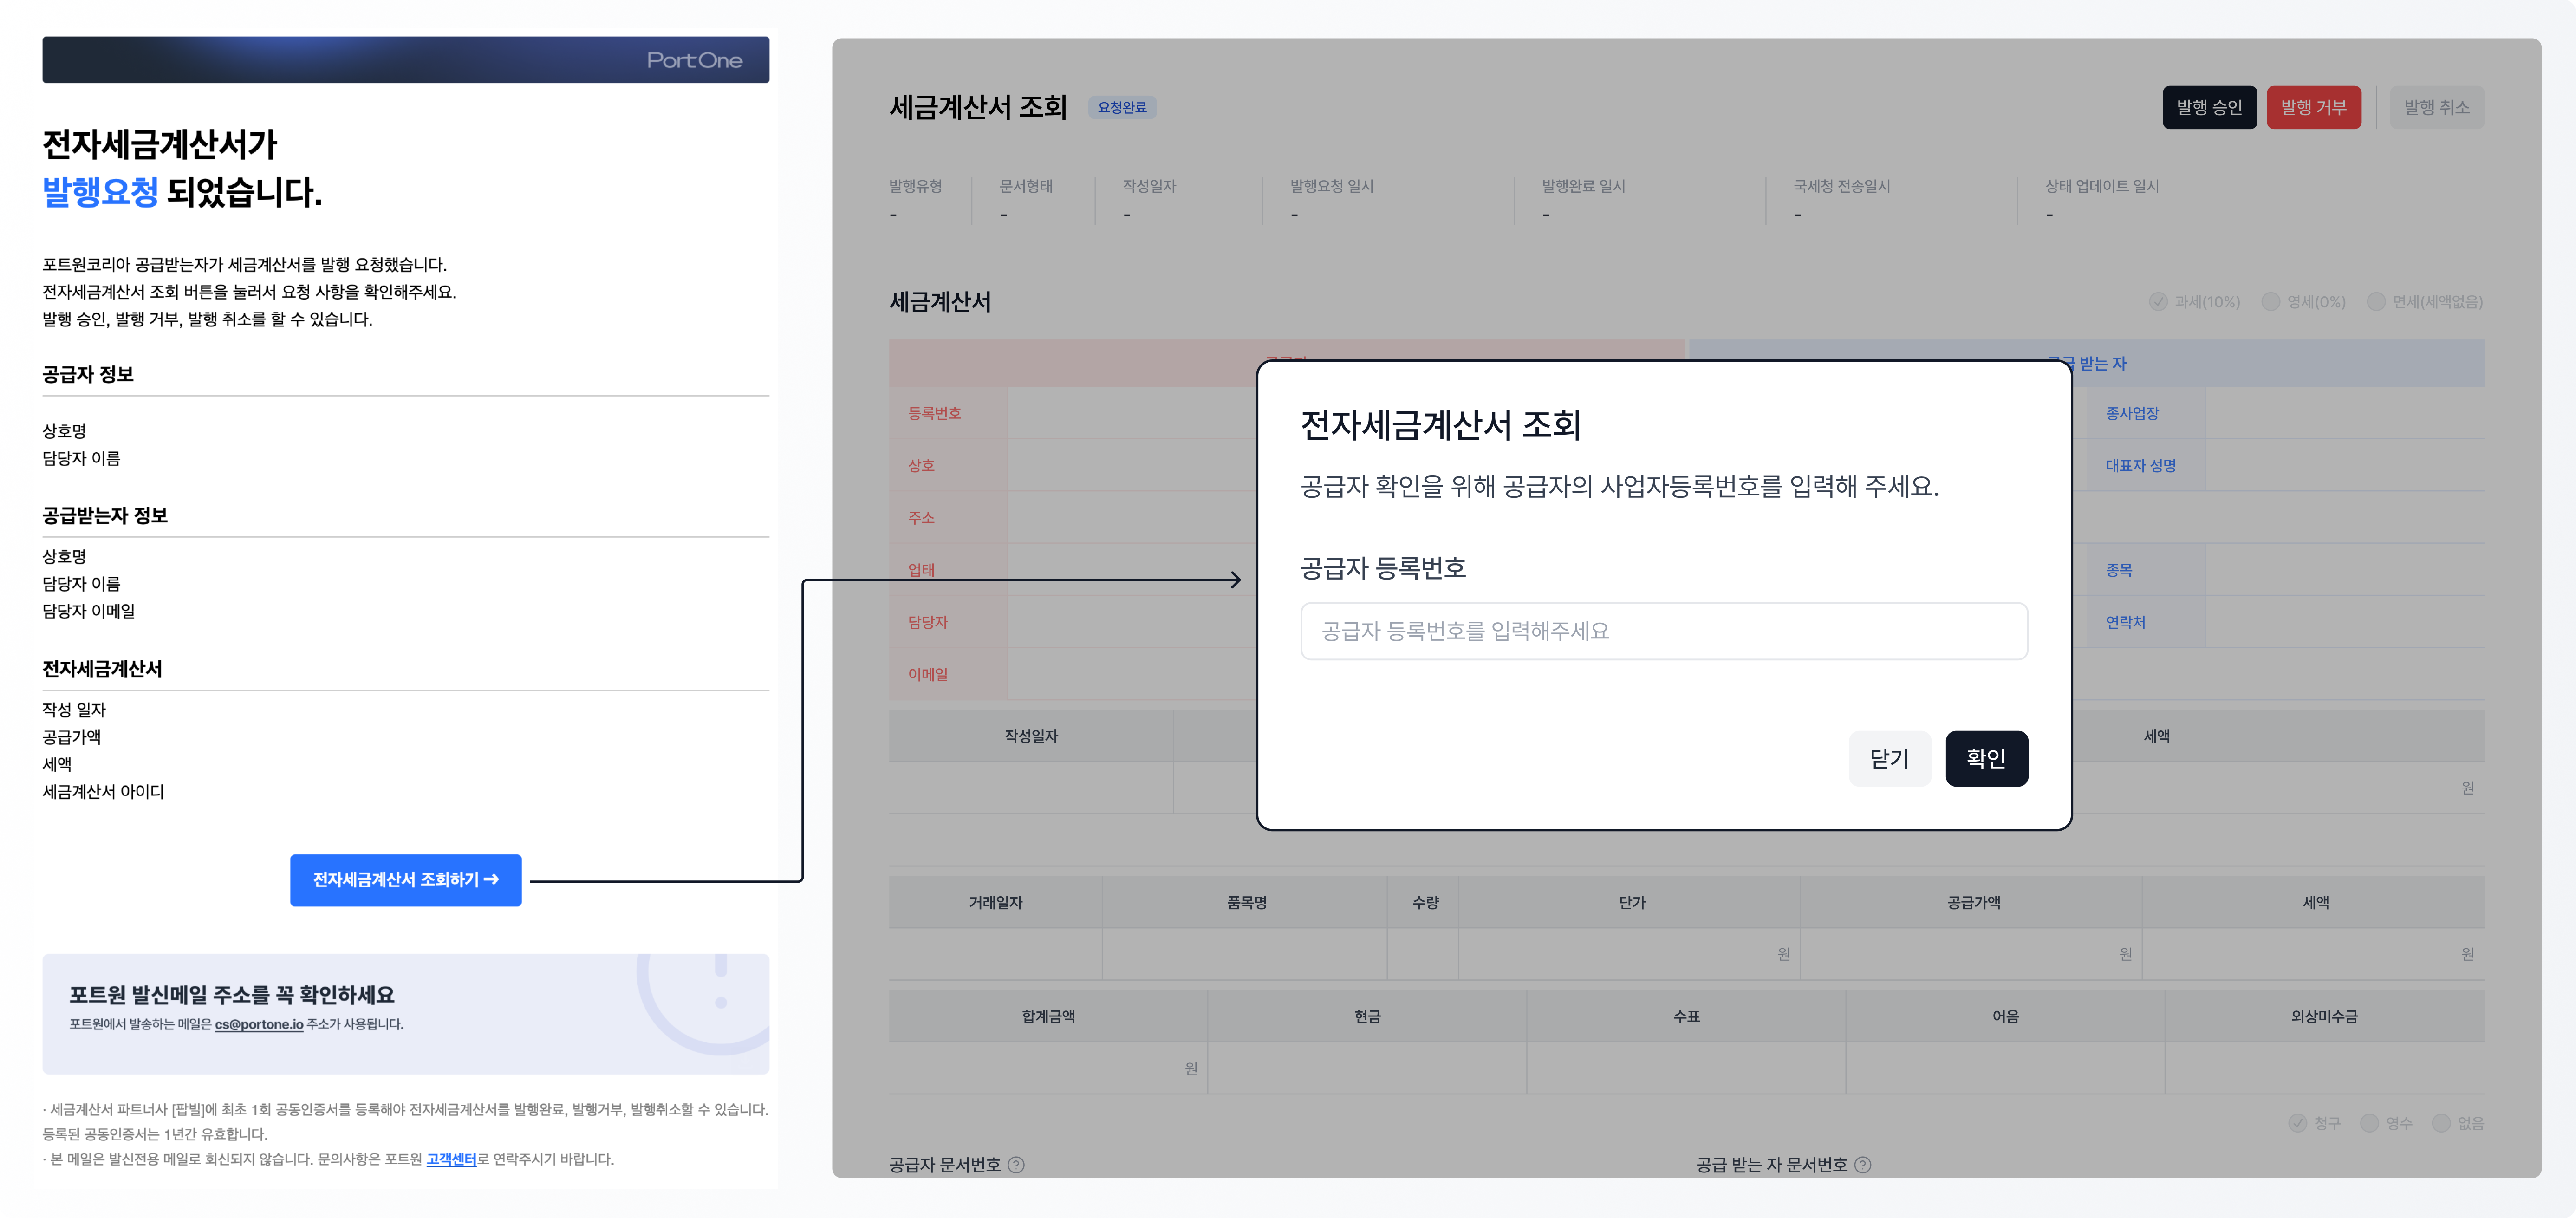 PortOne
전자세금계산서가
발행요청 되었습니다.
포트원코리아 공급받는자가 세금계산서를 발행 요청했습니다.
전자세금계산서 조회 버튼을 눌러서 요청 사항을 확인해주세요.
발행 승인, 발행 거부, 발행 취소를 할 수 있습니다.
공급자 정보
상호명
담당자 이름
공급받는자 정보
상호명
담당자 이름
담당자 이메일
전자세금계산서
작성 일자
공급가액
세액
세금계산서 아이디
전자세금계산서 조회하기 →
포트원 발신메일 주소를 꼭 확인하세요
포트원에서 발송하는 메일은 cs@portone.io 주소가 사용됩니다.
· 세금계산서 파트너사 [팝빌]에 최초 1회 공동인증서를 등록해야 전자세금계산서를 발행완료, 발행거부, 발행취소할 수 있습니다.
등록된 공동인증서는 1년간 유효합니다.
· 본 메일은 발신전용 메일로 회신되지 않습니다. 문의사항은 포트원 고객센터로 연락주시기 바랍니다.
세금계산서 조회 요청완료 발행 승인 발행 거부 발행 취소
발행유형 문서형태 작성일자 발행요청 일시 발행완료 일시 국세청 전송일시 상태 업데이트 일시
- - - - - - -
세금계산서 과세(10%) 영세(0%) 면세(세액없음)
받는 자
등록번호 종사업장
상호 대표자 성명
주소
업태 종목
담당자 연락처
이메일
전자세금계산서 조회
공급자 확인을 위해 공급자의 사업자등록번호를 입력해 주세요.
공급자 등록번호
공급자 등록번호를 입력해주세요
닫기 확인
작성일자 세액
원
거래일자 품목명 수량 단가 공급가액 세액
원 원 원
합계금액 현금 수표 어음 외상미수금
원
청구 영수 없음
공급자 문서번호 ? 공급 받는 자 문서번호 ?